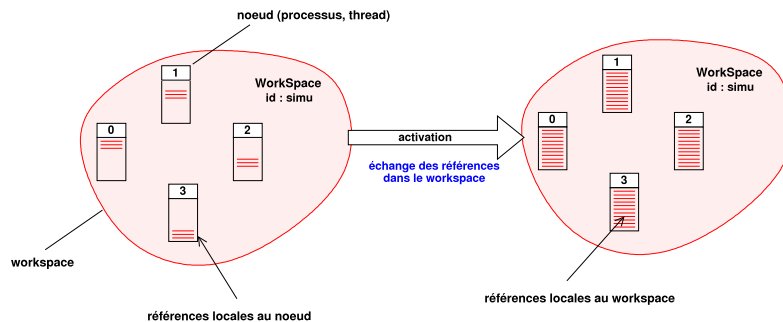 noeud (processus, thread)
WorkSpace
id : simu
1
0
2
3
workspace
références locales au noeud
activation
échange des références
dans le workspace
WorkSpace
id : simu
1
0
2
3
références locales au workspace